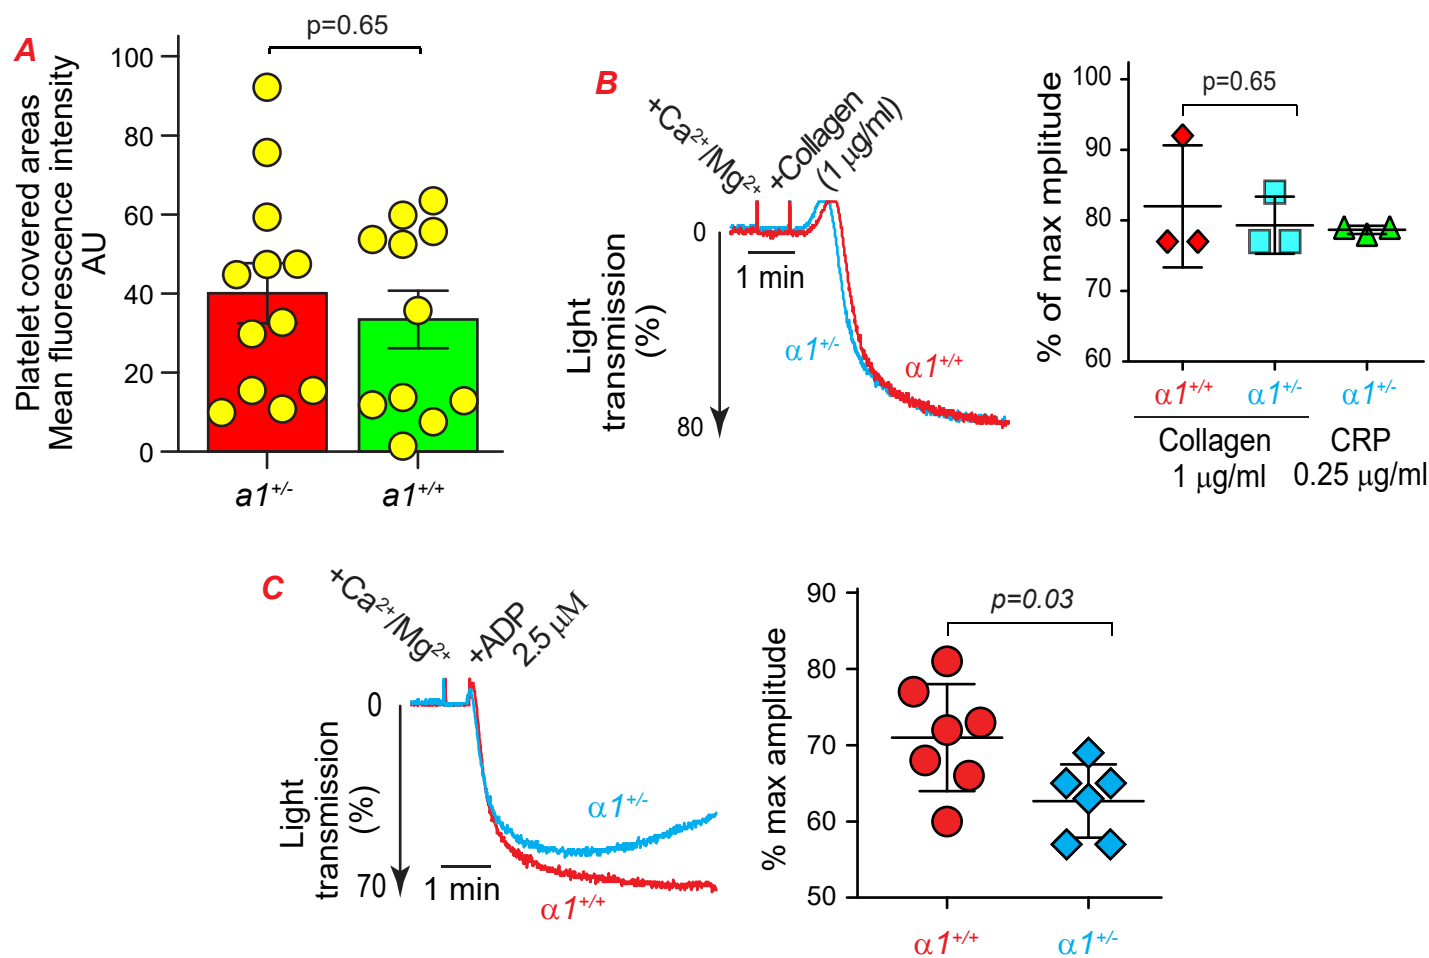 A
p=0.65
Platelet covered areas
Mean fluorescence intensity
AU
100
80
60
40
20
0
a1+/-
a1+/+
B
+Ca2+/Mg2+
+Collagen
(1 μg/ml)
0
1 min
Light
transmission
(%)
80
α1+/-
α1+/+
% of max mplitude
100
90
80
70
60
p=0.65
α1+/+
α1+/-
α1+/-
Collagen
1 μg/ml
CRP
0.25 μg/ml
C
+Ca2+/Mg2+
+ADP
2.5 μM
0
Light
transmission
(%)
70
1 min
α1+/-
α1+/+
% max amplitude
90
80
70
60
50
p=0.03
α1+/+
α1+/-